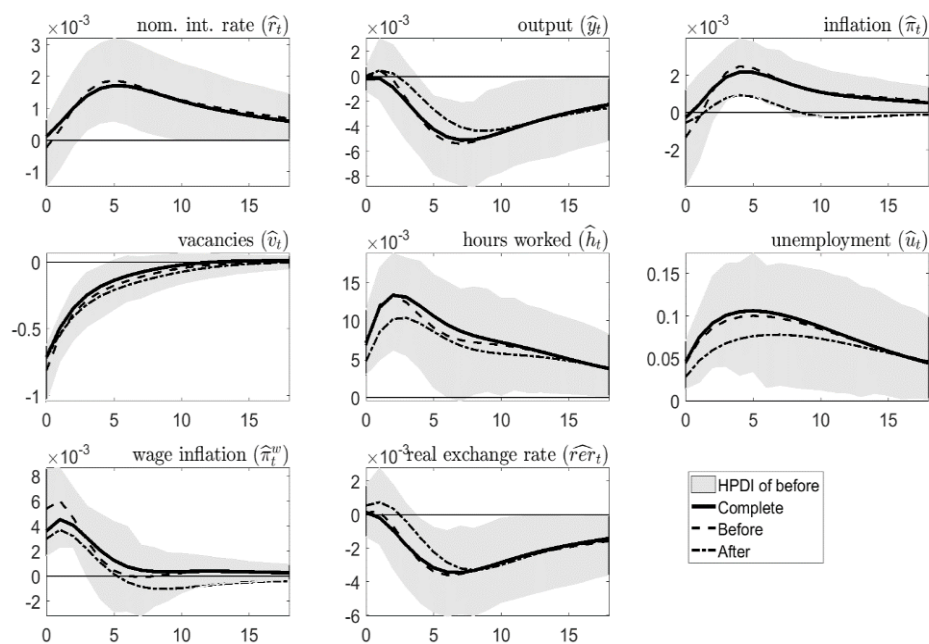 ×10⁻³ nom. int. rate (r̂ₜ)
3
2
1
0
-1
0 5 10 15
×10⁻³ output (ŷₜ)
2
0
-2
-4
-6
-8
0 5 10 15
×10⁻³ inflation (π̂ₜ)
4
2
0
-2
0 5 10 15
vacancies (v̂ₜ)
0
-0.5
-1
0 5 10 15
×10⁻³ hours worked (ĥₜ)
15
10
5
0
0 5 10 15
unemployment (ûₜ)
0.15
0.1
0.05
0
0 5 10 15
×10⁻³ wage inflation (π̂ₜʷ)
8
6
4
2
0
-2
0 5 10 15
×10⁻³ real exchange rate (r̂er̂ₜ)
2
0
-2
-4
-6
0 5 10 15
HPDI of before
Complete
Before
After